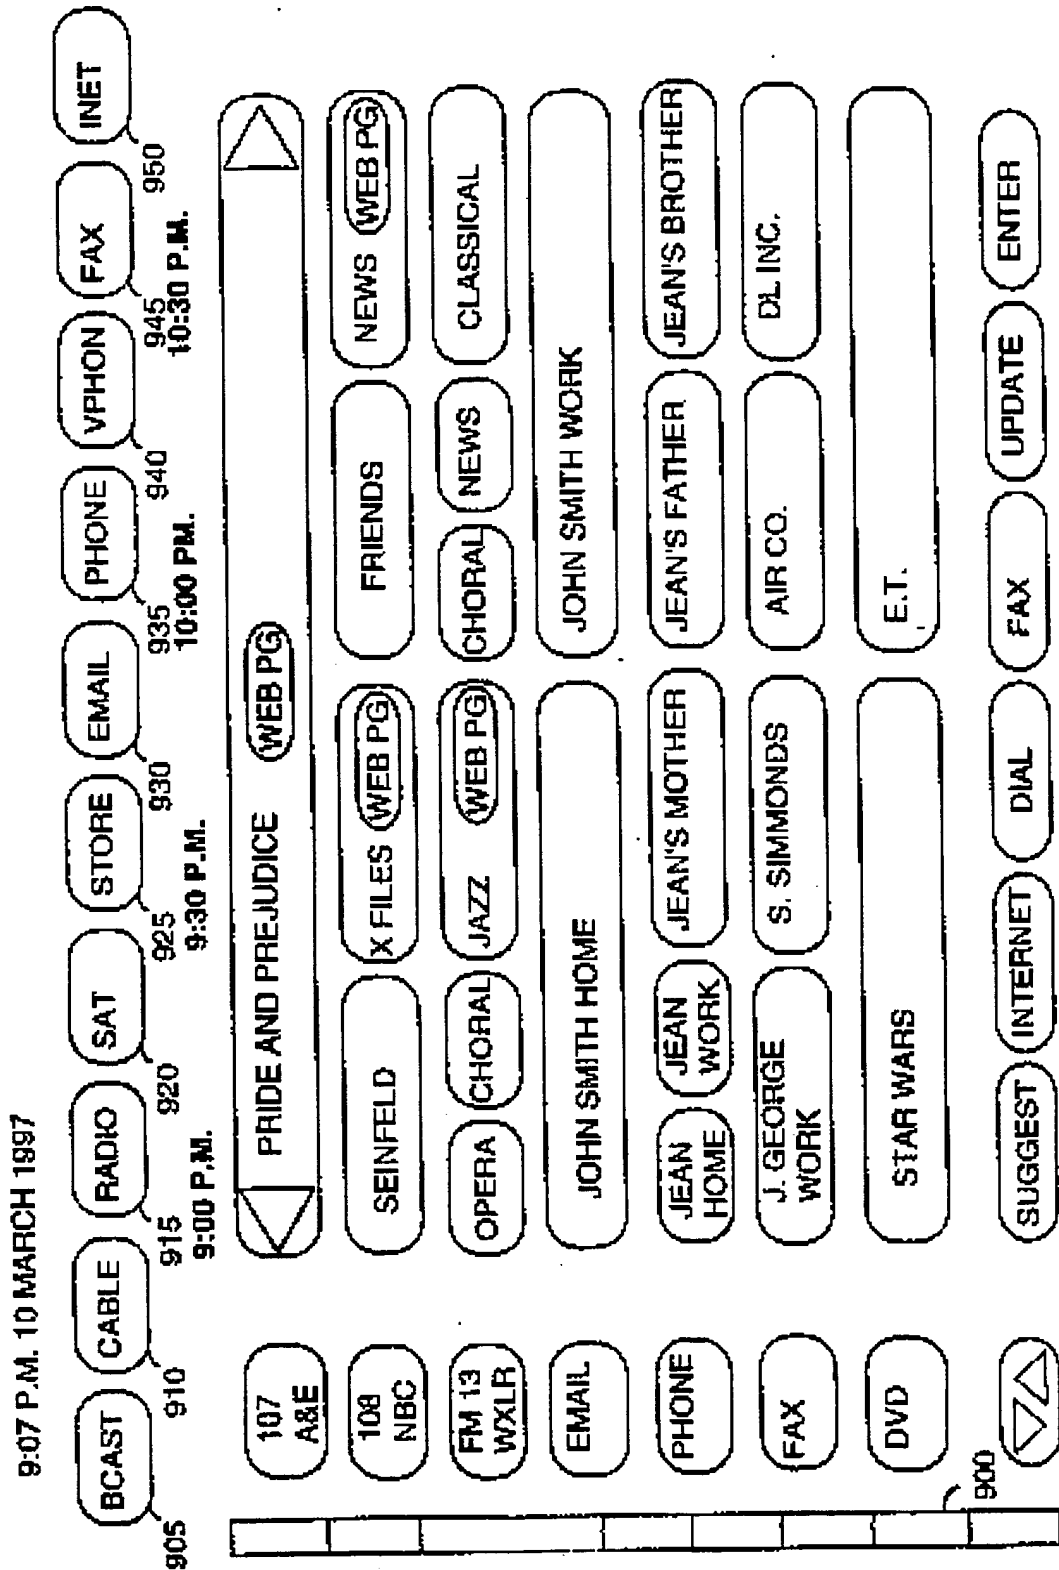 9:07 P.M. 10 MARCH 1997
BCAST CABLE RADIO SAT STORE EMAIL PHONE VPHON FAX INET
905 910 915 920 925 930 935 940 945 950
9:00 P.M. 9:30 P.M. 10:00 PM. 10:30 P.M.
107 A&E PRIDE AND PREJUDICE WEB PG
108 NBC SEINFELD X FILES WEB PG FRIENDS NEWS WEB PG
FM 13 WXLR OPERA CHORAL JAZZ WEB PG CHORAL NEWS CLASSICAL
EMAIL JOHN SMITH HOME JOHN SMITH WORK
PHONE JEAN HOME JEAN WORK JEAN'S MOTHER JEAN'S FATHER JEAN'S BROTHER
FAX J. GEORGE WORK S. SIMMONDS AIR CO. DL INC.
DVD STAR WARS E.T.
900
SUGGEST INTERNET DIAL FAX UPDATE ENTER